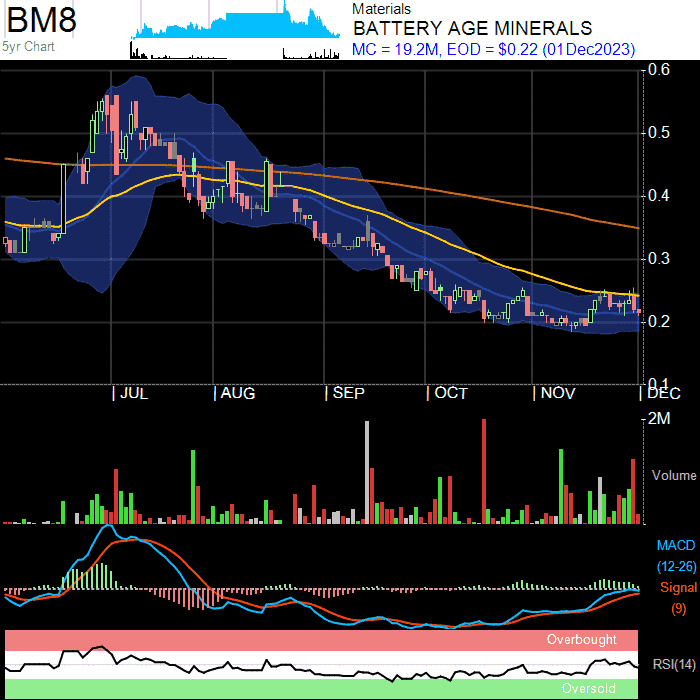 BM8
5yr Chart
Materials
BATTERY AGE MINERALS
MC = 19.2M, EOD = $0.22 (01Dec2023)
0.6
0.5
0.4
0.3
0.2
0.1
JUL AUG SEP OCT NOV DEC
2M
Volume
MACD
(12-26)
Signal
(9)
Overbought
RSI(14)
Oversold